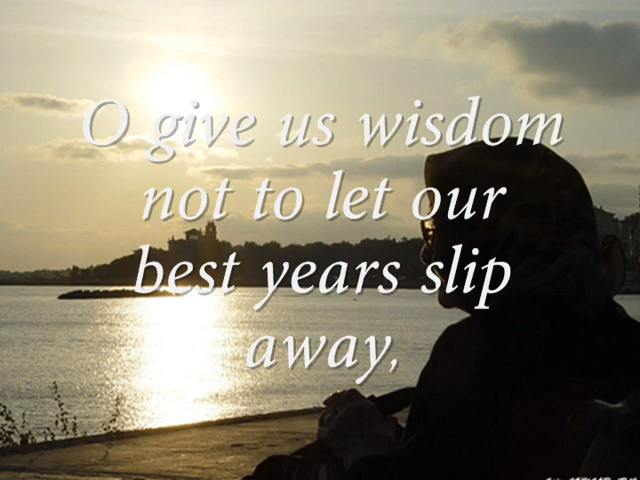 O give us wisdom
not to let our
best years slip
away,